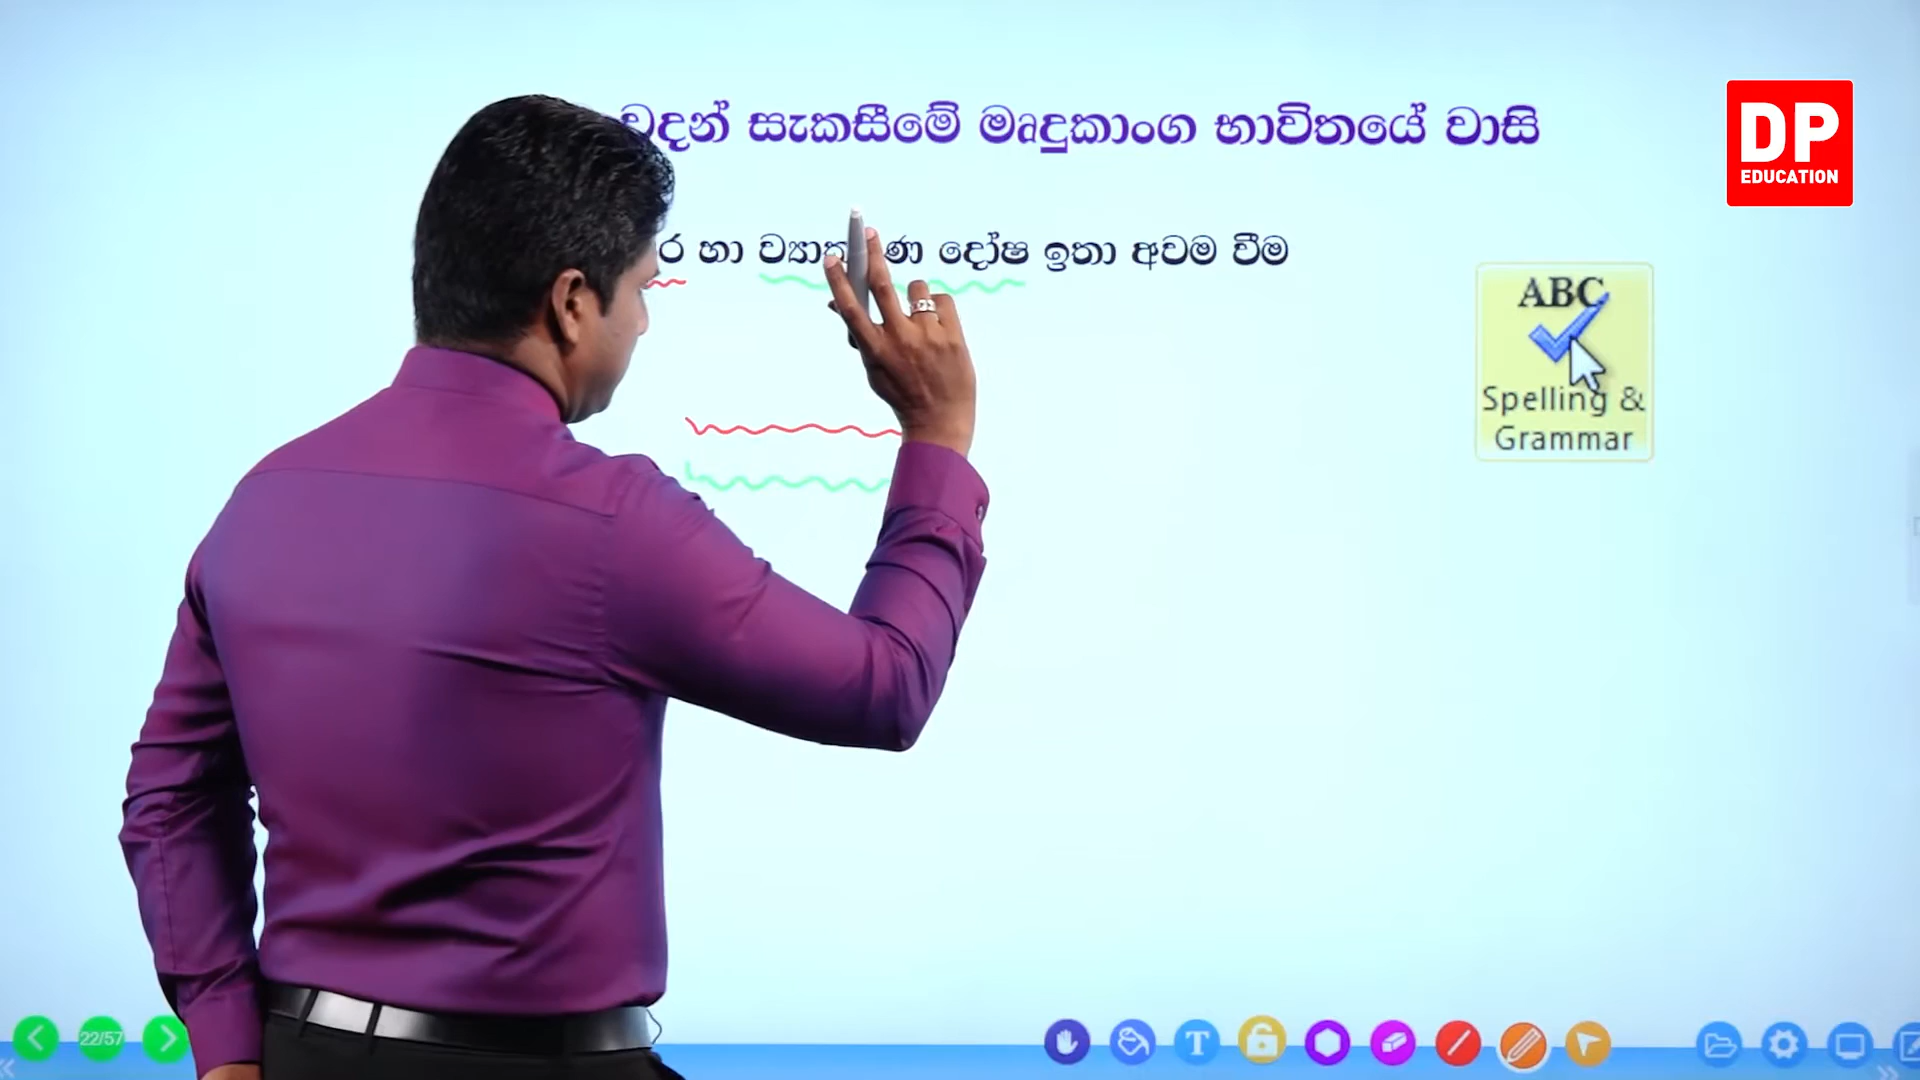 වදන් සැකසීමේ මෘදුකාංග භාවිතයේ වාසි
හා දෝෂ ඉතා අවම වීම
DP
EDUCATION
ABC
Spelling &
Grammar
22/57
T